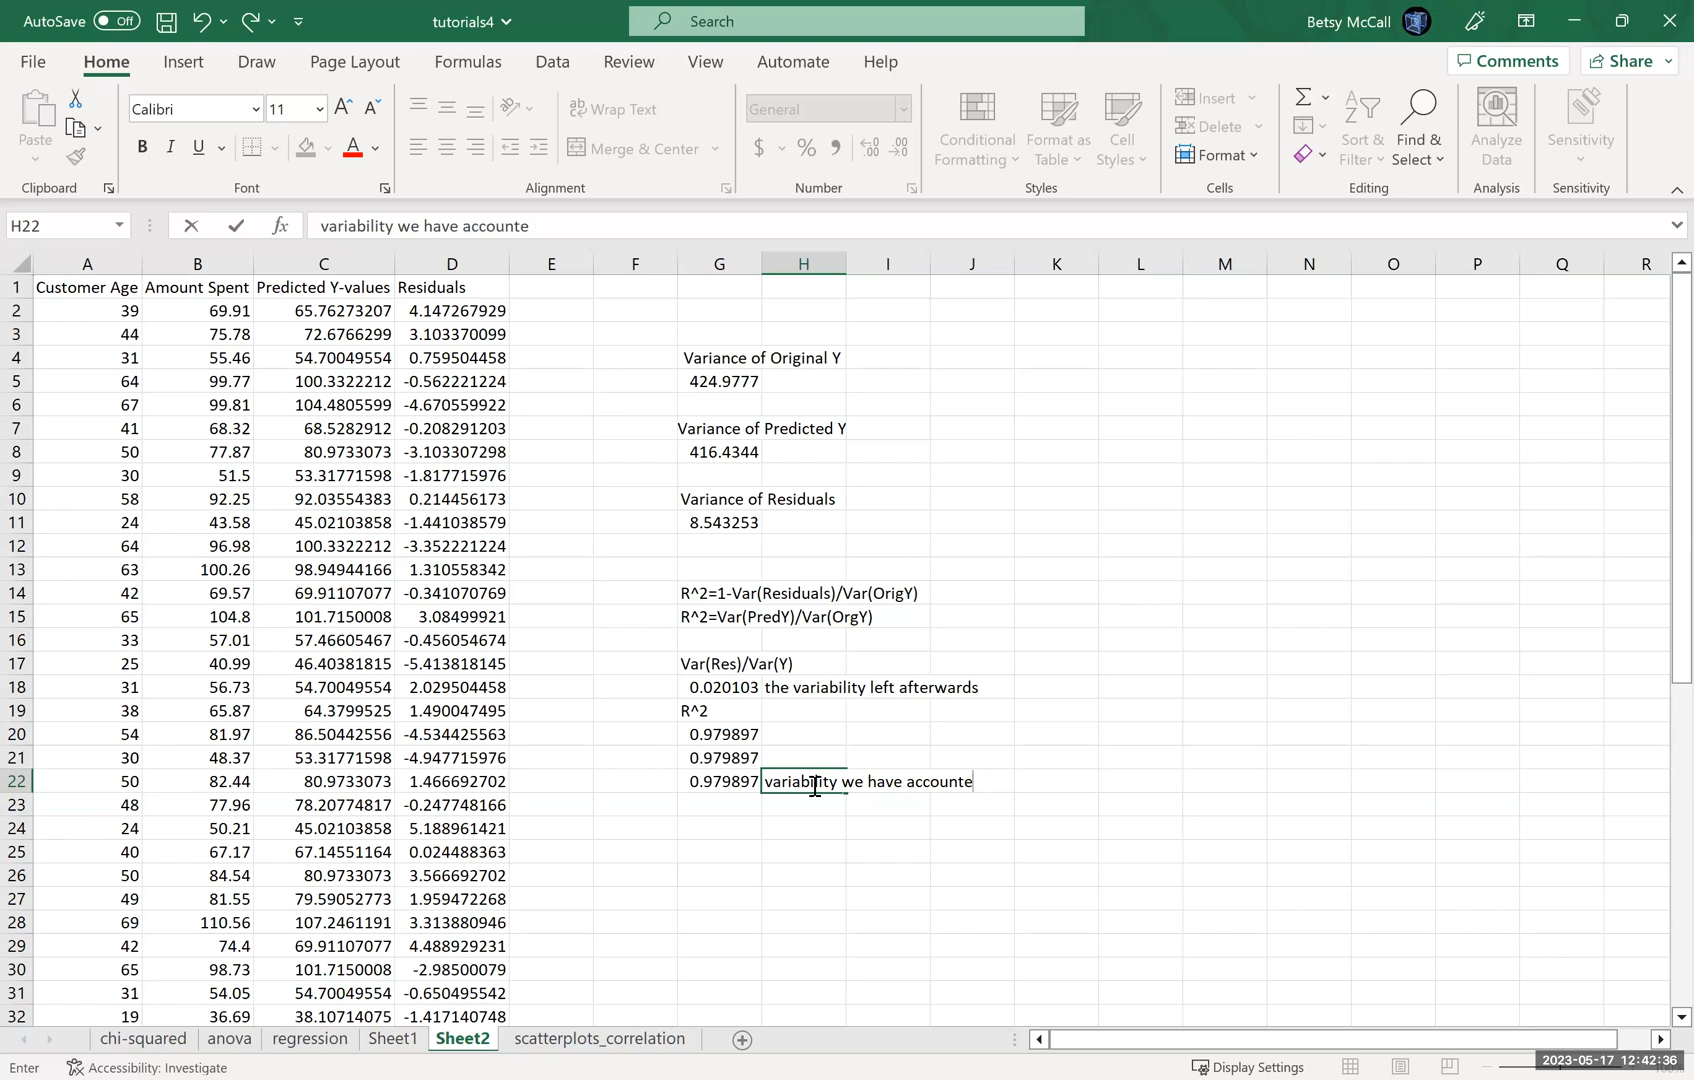 AutoSave Off tutorials4 Search Betsy McCall
File Home Insert Draw Page Layout Formulas Data Review View Automate Help Comments Share
Paste
Calibri 11
B I U
ab Wrap Text
Merge & Center
General
$ % 9
Conditional Formatting
Format as Table
Cell Styles
Insert
Delete
Format
Sort & Filter
Find & Select
Analyze Data
Sensitivity
Clipboard Font Alignment Number Styles Cells Editing Analysis Sensitivity
H22 fx variability we have accounte
A B C D E F G H I J K L M N O P Q R
1 Customer Age Amount Spent Predicted Y-values Residuals
2 39 69.91 65.76273207 4.147267929
3 44 75.78 72.6766299 3.103370099
4 31 55.46 54.70049554 0.759504458 Variance of Original Y
5 64 99.77 100.3322212 -0.562221224 424.9777
6 67 99.81 104.4805599 -4.670559922
7 41 68.32 68.5282912 -0.208291203 Variance of Predicted Y
8 50 77.87 80.9733073 -3.103307298 416.4344
9 30 51.5 53.31771598 -1.817715976
10 58 92.25 92.03554383 0.214456173 Variance of Residuals
11 24 43.58 45.02103858 -1.441038579 8.543253
12 64 96.98 100.3322212 -3.352221224
13 63 100.26 98.94944166 1.310558342
14 42 69.57 69.91107077 -0.341070769 R^2=1-Var(Residuals)/Var(OrigY)
15 65 104.8 101.7150008 3.08499921 R^2=Var(PredY)/Var(OrgY)
16 33 57.01 57.46605467 -0.456054674
17 25 40.99 46.40381815 -5.413818145 Var(Res)/Var(Y)
18 31 56.73 54.70049554 2.029504458 0.020103 the variability left afterwards
19 38 65.87 64.3799525 1.490047495 R^2
20 54 81.97 86.50442556 -4.534425563 0.979897
21 30 48.37 53.31771598 -4.947715976 0.979897
22 50 82.44 80.9733073 1.466692702 0.979897 variability we have accounte
23 48 77.96 78.20774817 -0.247748166
24 24 50.21 45.02103858 5.188961421
25 40 67.17 67.14551164 0.024488363
26 50 84.54 80.9733073 3.566692702
27 49 81.55 79.59052773 1.959472268
28 69 110.56 107.2461191 3.313880946
29 42 74.4 69.91107077 4.488929231
30 65 98.73 101.7150008 -2.98500079
31 31 54.05 54.70049554 -0.650495542
32 19 36.69 38.10714075 -1.417140748
chi-squared anova regression Sheet1 Sheet2 scatterplots_correlation
Enter Accessibility: Investigate Display Settings 2023-05-17 12:42:36